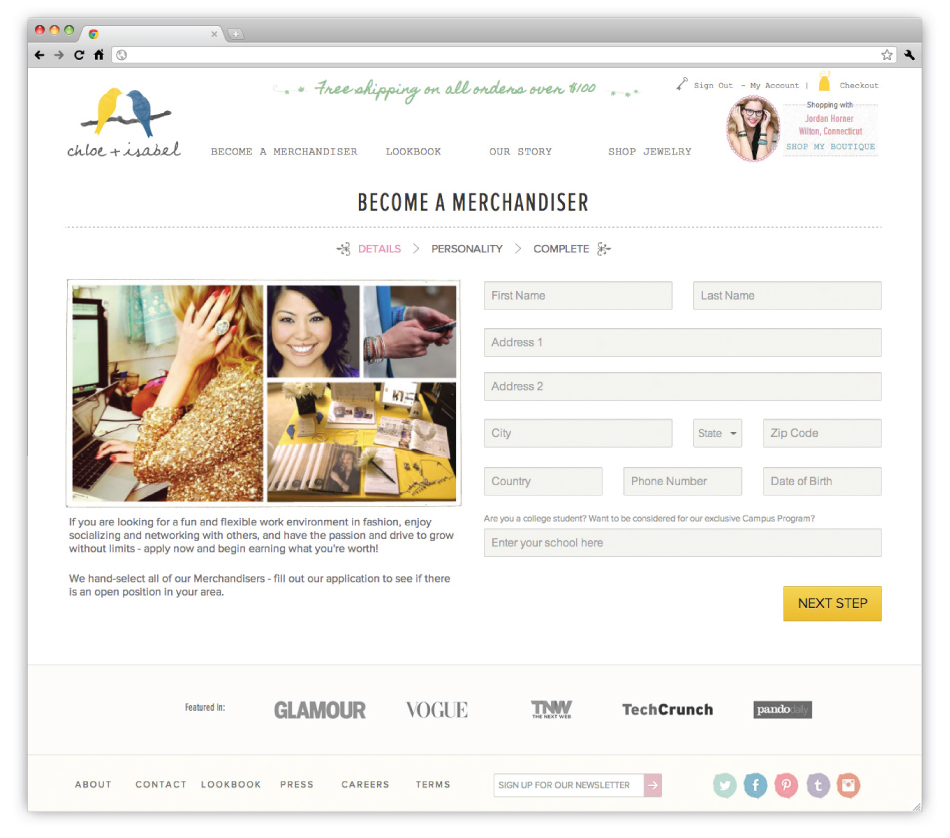 Free shipping on all orders over $100
Sign Out - My Account | Checkout
Shopping with
Jordan Horner
Wilton, Connecticut
SHOP MY BOUTIQUE
chloe + isabel
BECOME A MERCHANDISER LOOKBOOK OUR STORY SHOP JEWELRY
BECOME A MERCHANDISER
DETAILS > PERSONALITY > COMPLETE
First Name Last Name
Address 1
Address 2
City State Zip Code
Country Phone Number Date of Birth
Are you a college student? Want to be considered for our exclusive Campus Program?
Enter your school here
NEXT STEP
If you are looking for a fun and flexible work environment in fashion, enjoy
socializing and networking with others, and have the passion and drive to grow
without limits - apply now and begin earning what you're worth!
We hand-select all of our Merchandisers - fill out our application to see if there
is an open position in your area.
Featured in: GLAMOUR VOGUE TNW THE NEXT WEB TechCrunch pandodaily
ABOUT CONTACT LOOKBOOK PRESS CAREERS TERMS SIGN UP FOR OUR NEWSLETTER